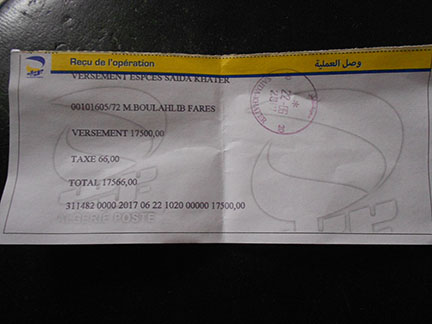 Reçu de l'opération
وصل العملية
VERSEMENT ESPCES SAIDA KHATER
00101605/72 M.BOULAHLIB FARES
VERSEMENT 17500,00
TAXE 66,00
TOTAL 17566,00
311482 0000 2017 06 22 1020 00000 17500,00
ALGERIE POSTE